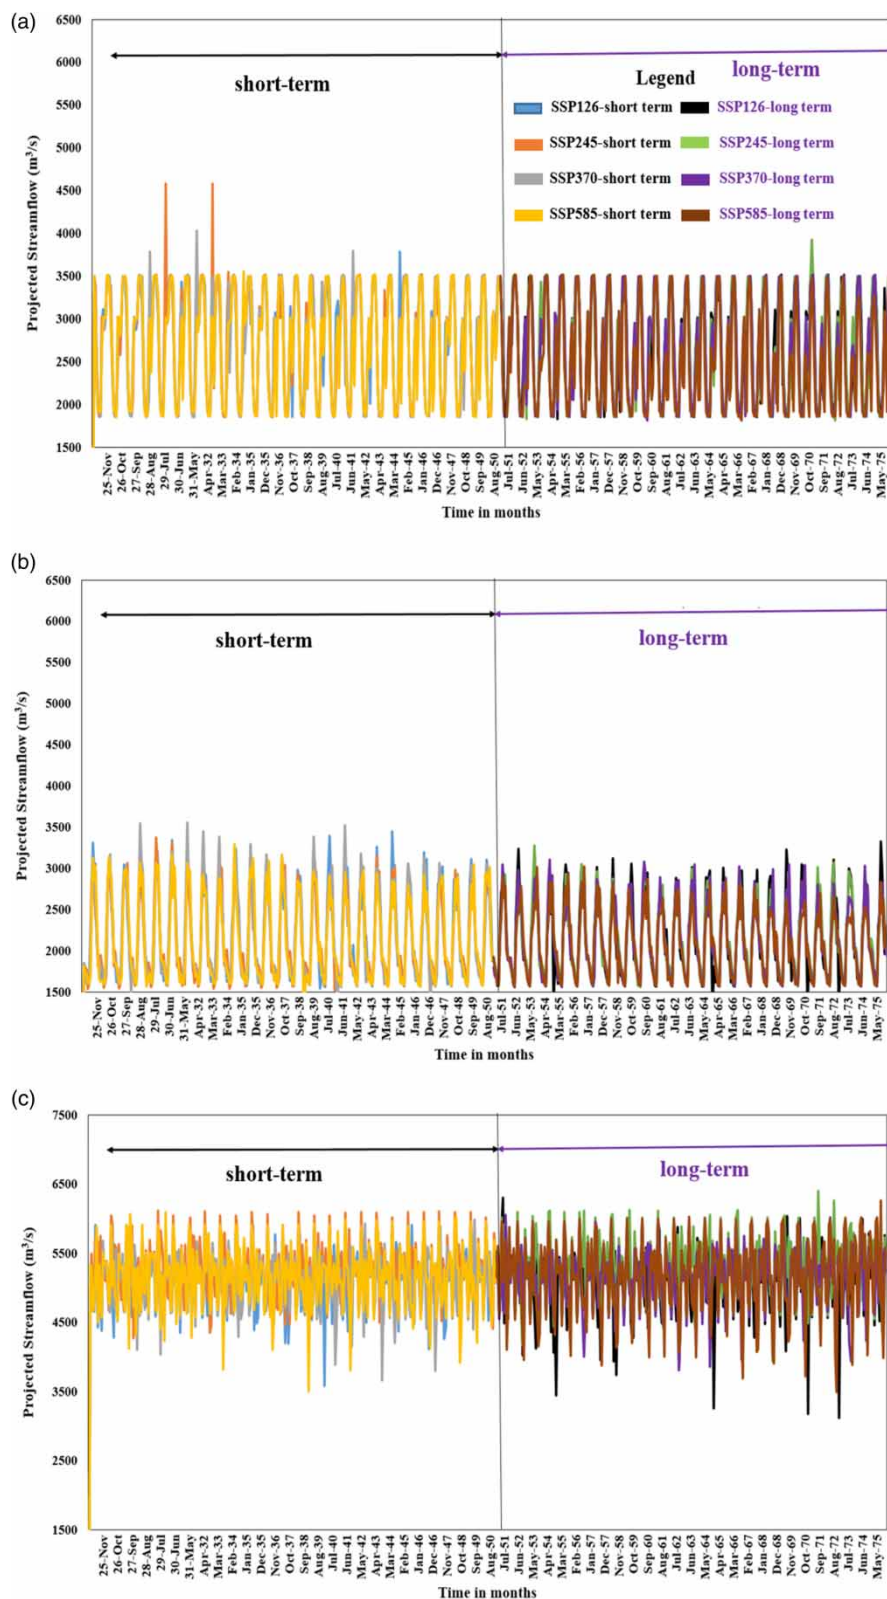 (a)
6500
6000
5500
5000
4500
4000
3500
3000
2500
2000
1500
Projected Streamflow (m³/s)
short-term
long-term
Legend
SSP126-short term
SSP126-long term
SSP245-short term
SSP245-long term
SSP370-short term
SSP370-long term
SSP585-short term
SSP585-long term
25-Nov
26-Oct
27-Sep
28-Aug
29-Jul
30-Jun
31-May
Apr-32
Mar-33
Feb-34
Jan-35
Dec-35
Nov-36
Oct-37
Sep-38
Aug-39
Jul-40
Jun-41
May-42
Apr-43
Mar-44
Feb-45
Jan-46
Dec-46
Nov-47
Oct-48
Sep-49
Aug-50
Jul-51
Jun-52
May-53
Apr-54
Mar-55
Feb-56
Jan-57
Dec-57
Nov-58
Oct-59
Sep-60
Aug-61
Jul-62
Jun-63
May-64
Apr-65
Mar-66
Feb-67
Jan-68
Dec-68
Nov-69
Oct-70
Sep-71
Aug-72
Jul-73
Jun-74
May-75
Time in months
(b)
6500
6000
5500
5000
4500
4000
3500
3000
2500
2000
1500
Projected Streamflow (m³/s)
short-term
long-term
25-Nov
26-Oct
27-Sep
28-Aug
29-Jul
30-Jun
31-May
Apr-32
Mar-33
Feb-34
Jan-35
Dec-35
Nov-36
Oct-37
Sep-38
Aug-39
Jul-40
Jun-41
May-42
Apr-43
Mar-44
Feb-45
Jan-46
Dec-46
Nov-47
Oct-48
Sep-49
Aug-50
Jul-51
Jun-52
May-53
Apr-54
Mar-55
Feb-56
Jan-57
Dec-57
Nov-58
Oct-59
Sep-60
Aug-61
Jul-62
Jun-63
May-64
Apr-65
Mar-66
Feb-67
Jan-68
Dec-68
Nov-69
Oct-70
Sep-71
Aug-72
Jul-73
Jun-74
May-75
Time in months
(c)
7500
6500
5500
4500
3500
2500
1500
Projected Streamflow (m³/s)
short-term
long-term
25-Nov
26-Oct
27-Sep
28-Aug
29-Jul
30-Jun
31-May
Apr-32
Mar-33
Feb-34
Jan-35
Dec-35
Nov-36
Oct-37
Sep-38
Aug-39
Jul-40
Jun-41
May-42
Apr-43
Mar-44
Feb-45
Jan-46
Dec-46
Nov-47
Oct-48
Sep-49
Aug-50
Jul-51
Jun-52
May-53
Apr-54
Mar-55
Feb-56
Jan-57
Dec-57
Nov-58
Oct-59
Sep-60
Aug-61
Jul-62
Jun-63
May-64
Apr-65
Mar-66
Feb-67
Jan-68
Dec-68
Nov-69
Oct-70
Sep-71
Aug-72
Jul-73
Jun-74
May-75
Time in months